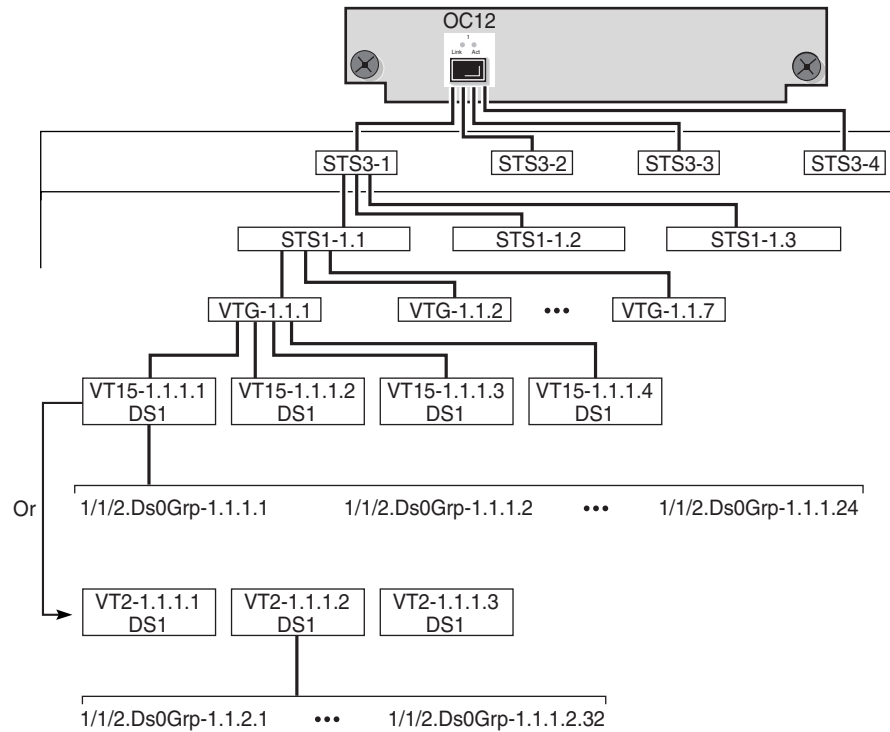 OC12
1
Link Act
STS3-1 STS3-2 STS3-3 STS3-4
STS1-1.1 STS1-1.2 STS1-1.3
VTG-1.1.1 VTG-1.1.2 ••• VTG-1.1.7
VT15-1.1.1.1 VT15-1.1.1.2 VT15-1.1.1.3 VT15-1.1.1.4
DS1 DS1 DS1 DS1
Or 1/1/2.Ds0Grp-1.1.1.1 1/1/2.Ds0Grp-1.1.1.2 ••• 1/1/2.Ds0Grp-1.1.1.24
VT2-1.1.1.1 VT2-1.1.1.2 VT2-1.1.1.3
DS1 DS1 DS1
1/1/2.Ds0Grp-1.1.2.1 ••• 1/1/2.Ds0Grp-1.1.1.2.32